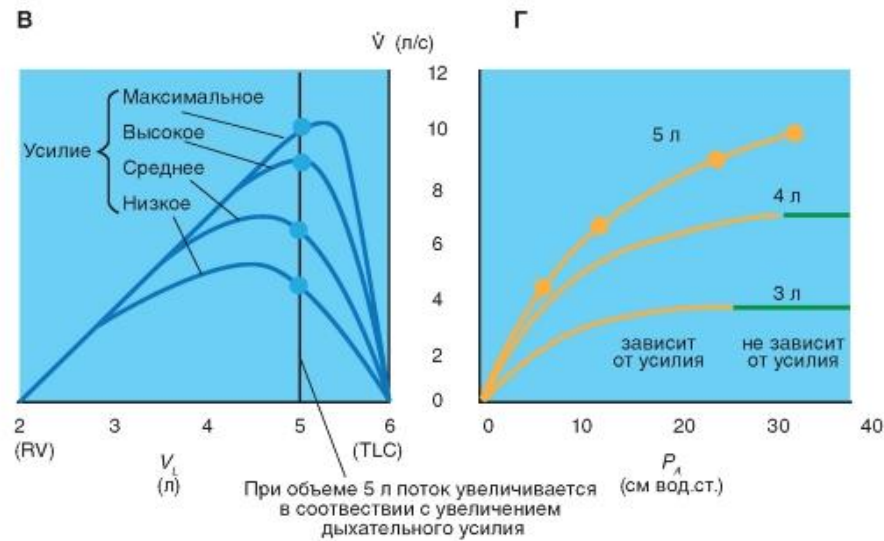 В
V̇ (л/с)
Г
Усилие
Максимальное
Высокое
Среднее
Низкое
12
10
8
6
4
2
0
2
(RV)
3
4
5
6
(TLC)
V_L
(л)
При объеме 5 л поток увеличивается
в соотвествии с увеличением
дыхательного усилия
5 л
4 л
3 л
зависит
от усилия
не зависит
от усилия
0
10
20
30
40
P_A
(см вод.ст.)